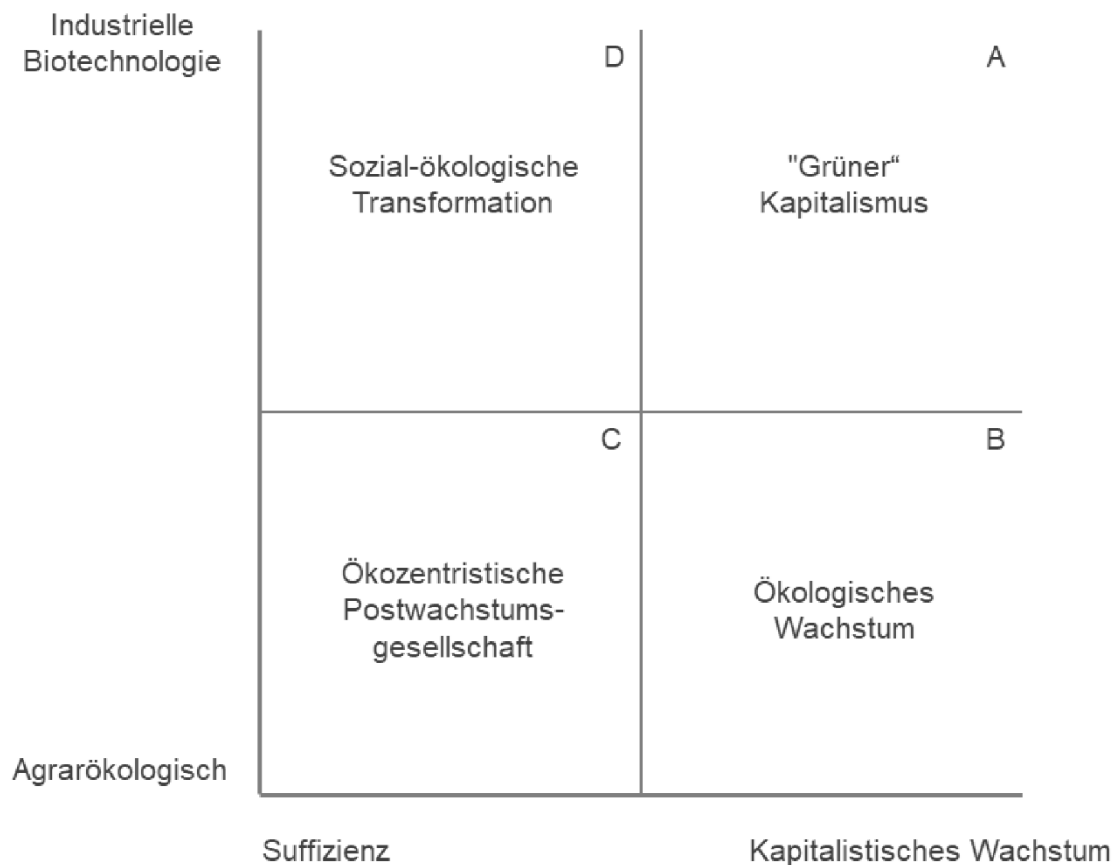 Industrielle
Biotechnologie
D
A
Sozial-ökologische
Transformation
"Grüner“
Kapitalismus
C
B
Ökozentristische
Postwachstums-
gesellschaft
Ökologisches
Wachstum
Agrarökologisch
Suffizienz
Kapitalistisches Wachstum